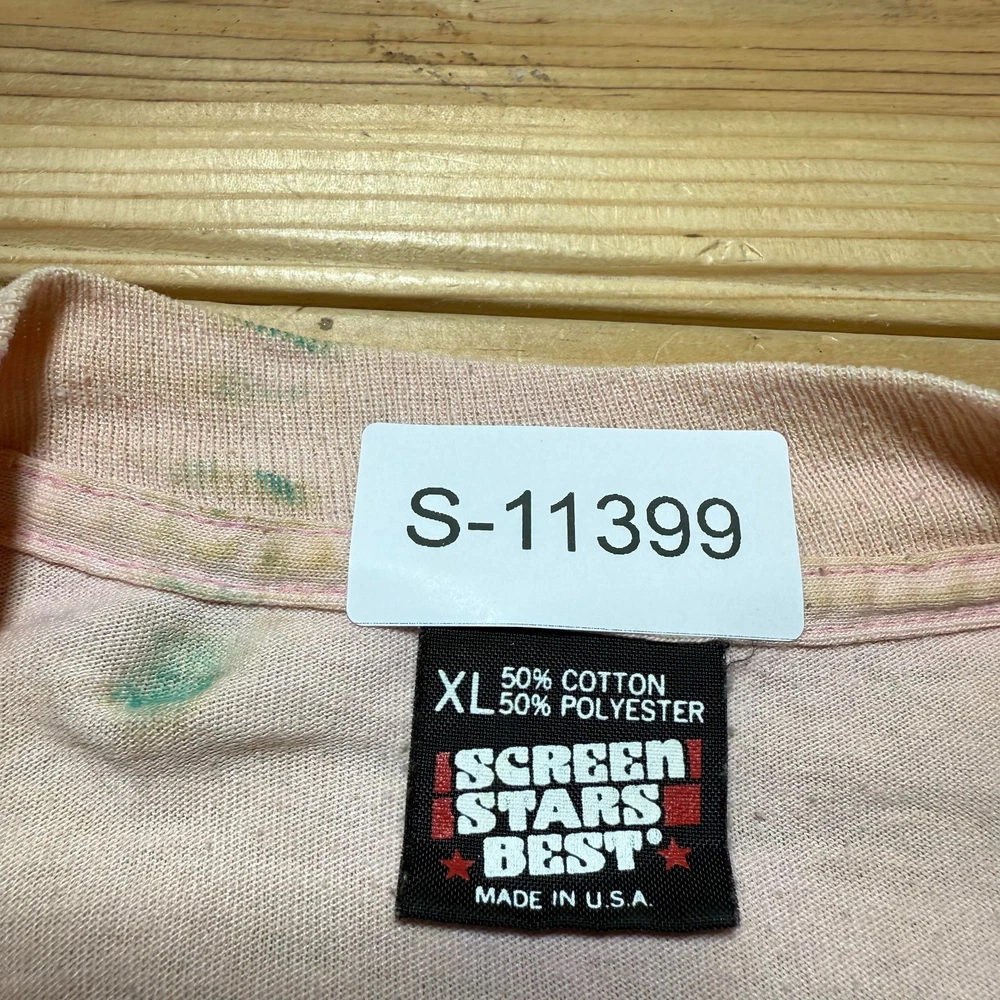 S-11399
XL 50% COTTON
50% POLYESTER
SCREEN
STARS
BEST®
MADE IN U.S.A.